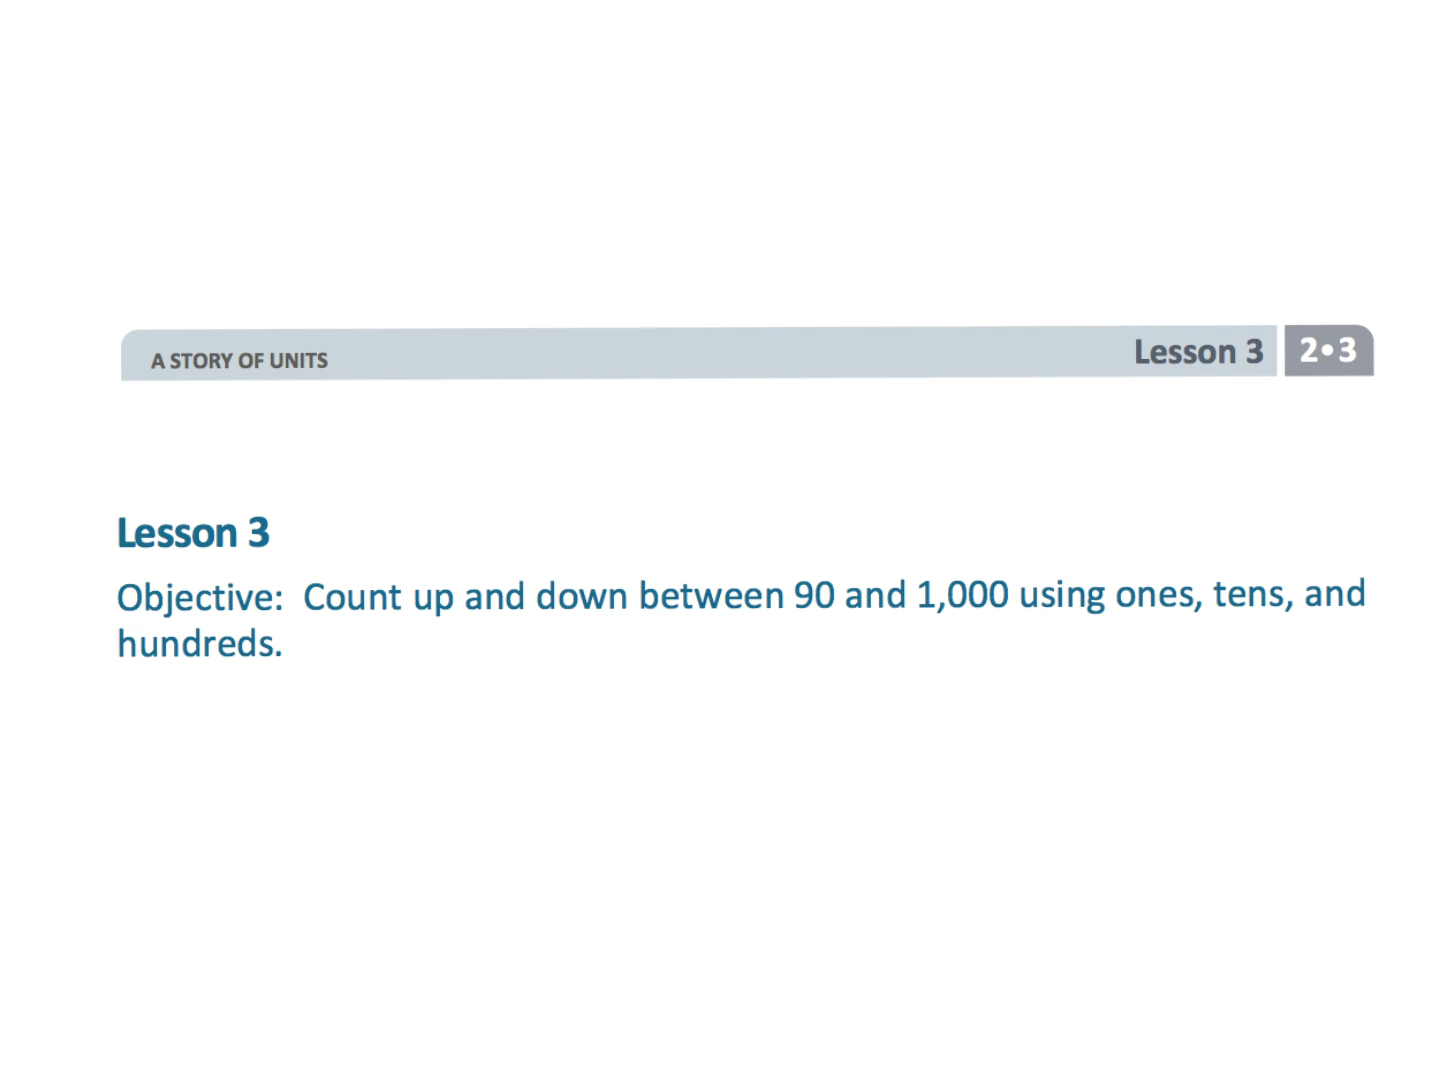 A STORY OF UNITS
Lesson 3
2•3
Lesson 3
Objective: Count up and down between 90 and 1,000 using ones, tens, and
hundreds.